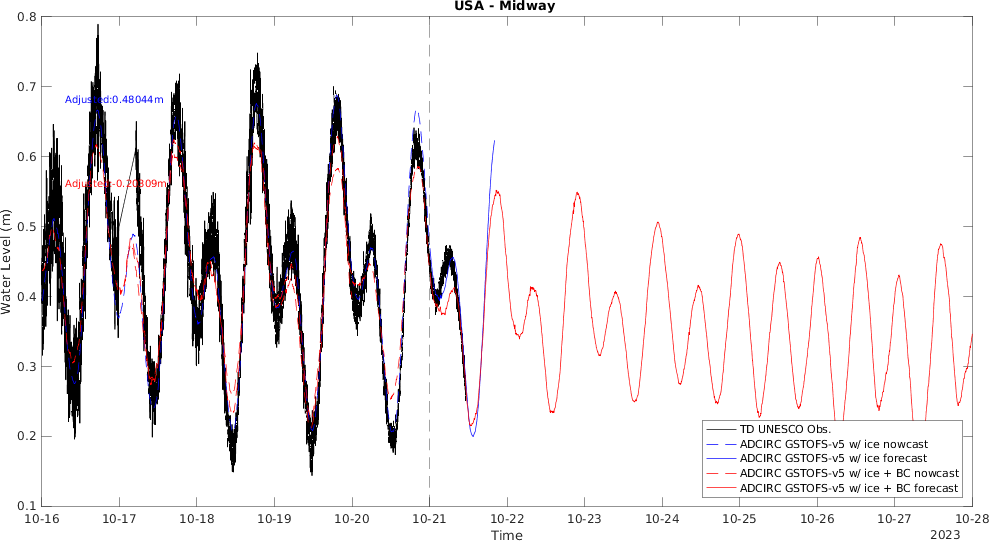 USA - Midway
0.8
0.7
0.6
0.5
0.4
0.3
0.2
0.1
Water Level (m)
Adjusted:0.48044m
Adjusted:-0.20309m
TD UNESCO Obs.
ADCIRC GSTOFS-v5 w/ ice nowcast
ADCIRC GSTOFS-v5 w/ ice forecast
ADCIRC GSTOFS-v5 w/ ice + BC nowcast
ADCIRC GSTOFS-v5 w/ ice + BC forecast
10-16 10-17 10-18 10-19 10-20 10-21 10-22 10-23 10-24 10-25 10-26 10-27 10-28
Time
2023